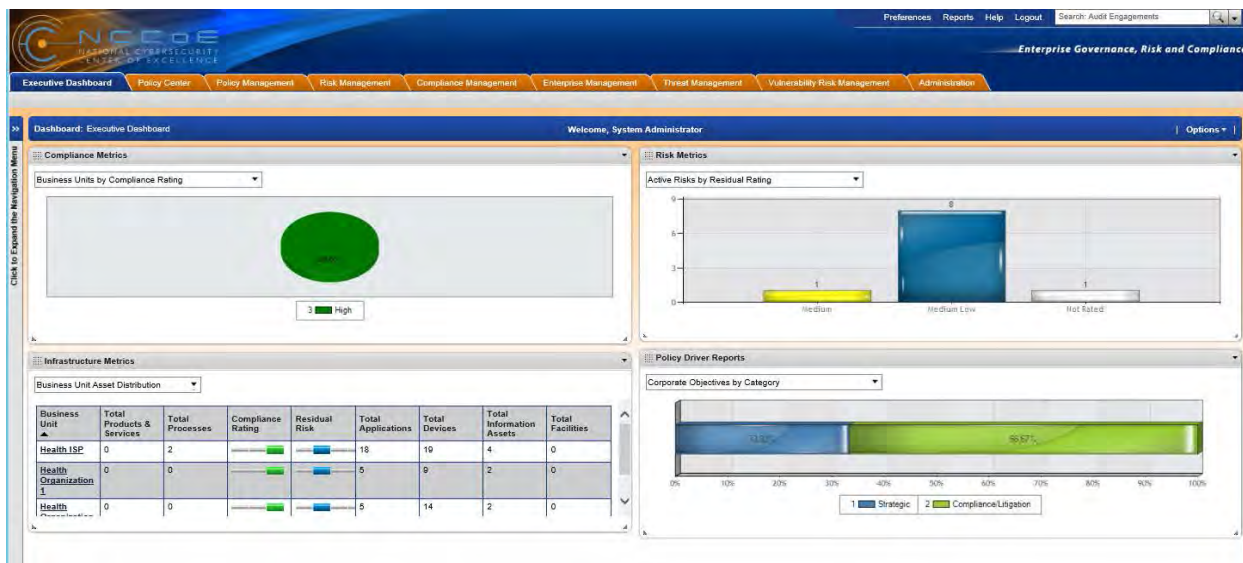 Preferences Reports Help Logout Search: Audit Engagements
NCCoE
NATIONAL CYBERSECURITY
CENTER OF EXCELLENCE
Enterprise Governance, Risk and Complianc
Executive Dashboard Policy Center Policy Management Risk Management Compliance Management Enterprise Management Threat Management Vulnerability Risk Management Administration
Dashboard: Executive Dashboard Welcome, System Administrator | Options |
Click to Expand the Navigation Menu
Compliance Metrics
Business Units by Compliance Rating
3 High
Risk Metrics
Active Risks by Residual Rating
9
6
3
0
1 8 1
Medium Medium Low Not Rated
Infrastructure Metrics
Business Unit Asset Distribution
Business Unit Total Products & Services Total Processes Compliance Rating Residual Risk Total Applications Total Devices Total Information Assets Total Facilities
Health ISP 0 2 18 19 4 0
Health Organization 1 0 0 5 9 2 0
Health 0 0 5 14 2 0
Policy Driver Reports
Corporate Objectives by Category
66.67%
0% 10% 20% 30% 40% 50% 60% 70% 80% 90% 100%
1 Strategic 2 Compliance/Litigation